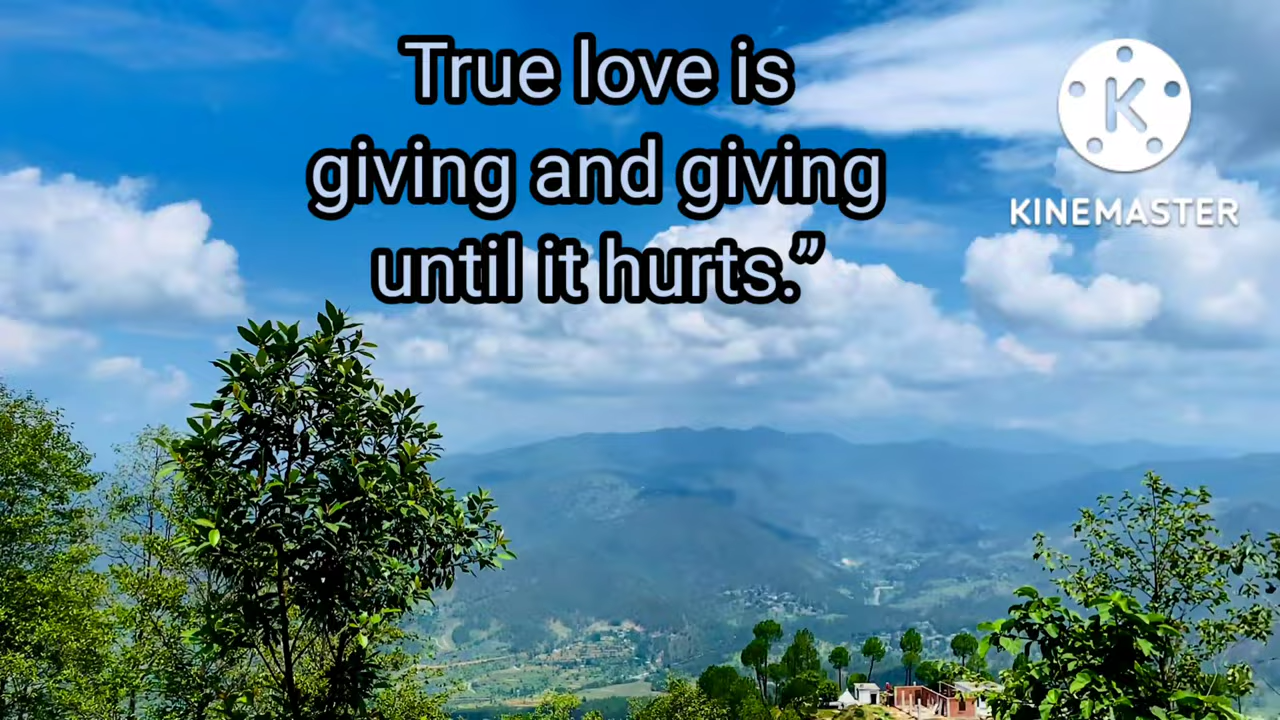 True love is
giving and giving
until it hurts.”
K
KINEMASTER